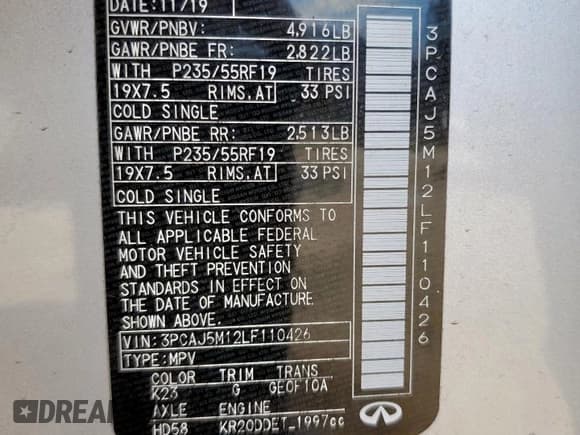 DATE: 11/19
GVWR/PNBV: 4,916LB
GAWR/PNBE FR: 2,822LB
WITH P235/55RF19 TIRES
19X7.5 RIMS.AT 33 PSI
COLD SINGLE
GAWR/PNBE RR: 2,513LB
WITH P235/55RF19 TIRES
19X7.5 RIMS.AT 33 PSI
COLD SINGLE
THIS VEHICLE CONFORMS TO
ALL APPLICABLE FEDERAL
MOTOR VEHICLE SAFETY
AND THEFT PREVENTION
STANDARDS IN EFFECT ON
THE DATE OF MANUFACTURE
SHOWN ABOVE.
VIN: 3PCAJ5M12LF110426
TYPE: MPV
COLOR TRIM TRANS
K23 G GE0F10A
AXLE ENGINE
HD58 KR20DDET_1997cc
3PCAJ5M12LF110426
DREAM